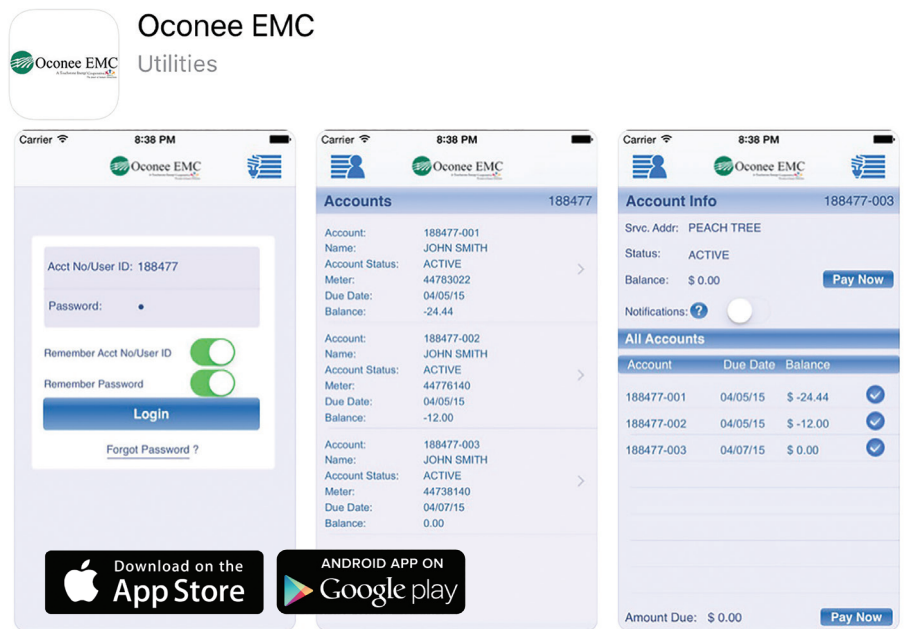 Oconee EMC
Utilities
Oconee EMC
Carrier 8:38 PM
Oconee EMC
Acct No/User ID: 188477
Password: •
Remember Acct No/User ID
Remember Password
Login
Forgot Password ?
Carrier 8:38 PM
Oconee EMC
Accounts 188477
Account: 188477-001
Name: JOHN SMITH
Account Status: ACTIVE
Meter: 44783022
Due Date: 04/05/15
Balance: -24.44
Account: 188477-002
Name: JOHN SMITH
Account Status: ACTIVE
Meter: 44776140
Due Date: 04/05/15
Balance: -12.00
Account: 188477-003
Name: JOHN SMITH
Account Status: ACTIVE
Meter: 44738140
Due Date: 04/07/15
Balance: 0.00
Carrier 8:38 PM
Oconee EMC
Account Info 188477-003
Srvc. Addr: PEACH TREE
Status: ACTIVE
Balance: $ 0.00 Pay Now
Notifications: ?
All Accounts
Account Due Date Balance
188477-001 04/05/15 $ -24.44
188477-002 04/05/15 $ -12.00
188477-003 04/07/15 $ 0.00
Amount Due: $ 0.00 Pay Now
Download on the
App Store
ANDROID APP ON
Google play